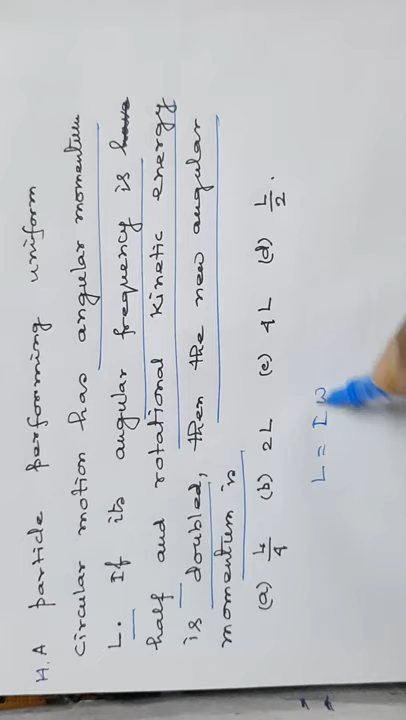 H. A particle performing uniform
circular motion has angular momentum
L. If its angular frequency is
half and rotational kinetic energy
is doubled, then the new angular
momentum is
(a) L/4 (b) 2L (c) 4L (d) L/2.
L = I ω